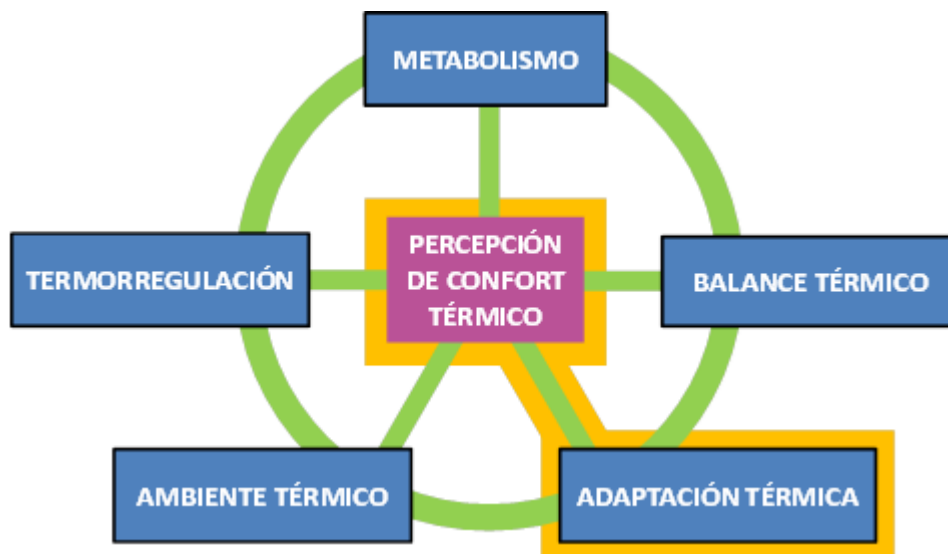 METABOLISMO
TERMORREGULACIÓN
PERCEPCIÓN
DE CONFORT
TÉRMICO
BALANCE TÉRMICO
AMBIENTE TÉRMICO
ADAPTACIÓN TÉRMICA